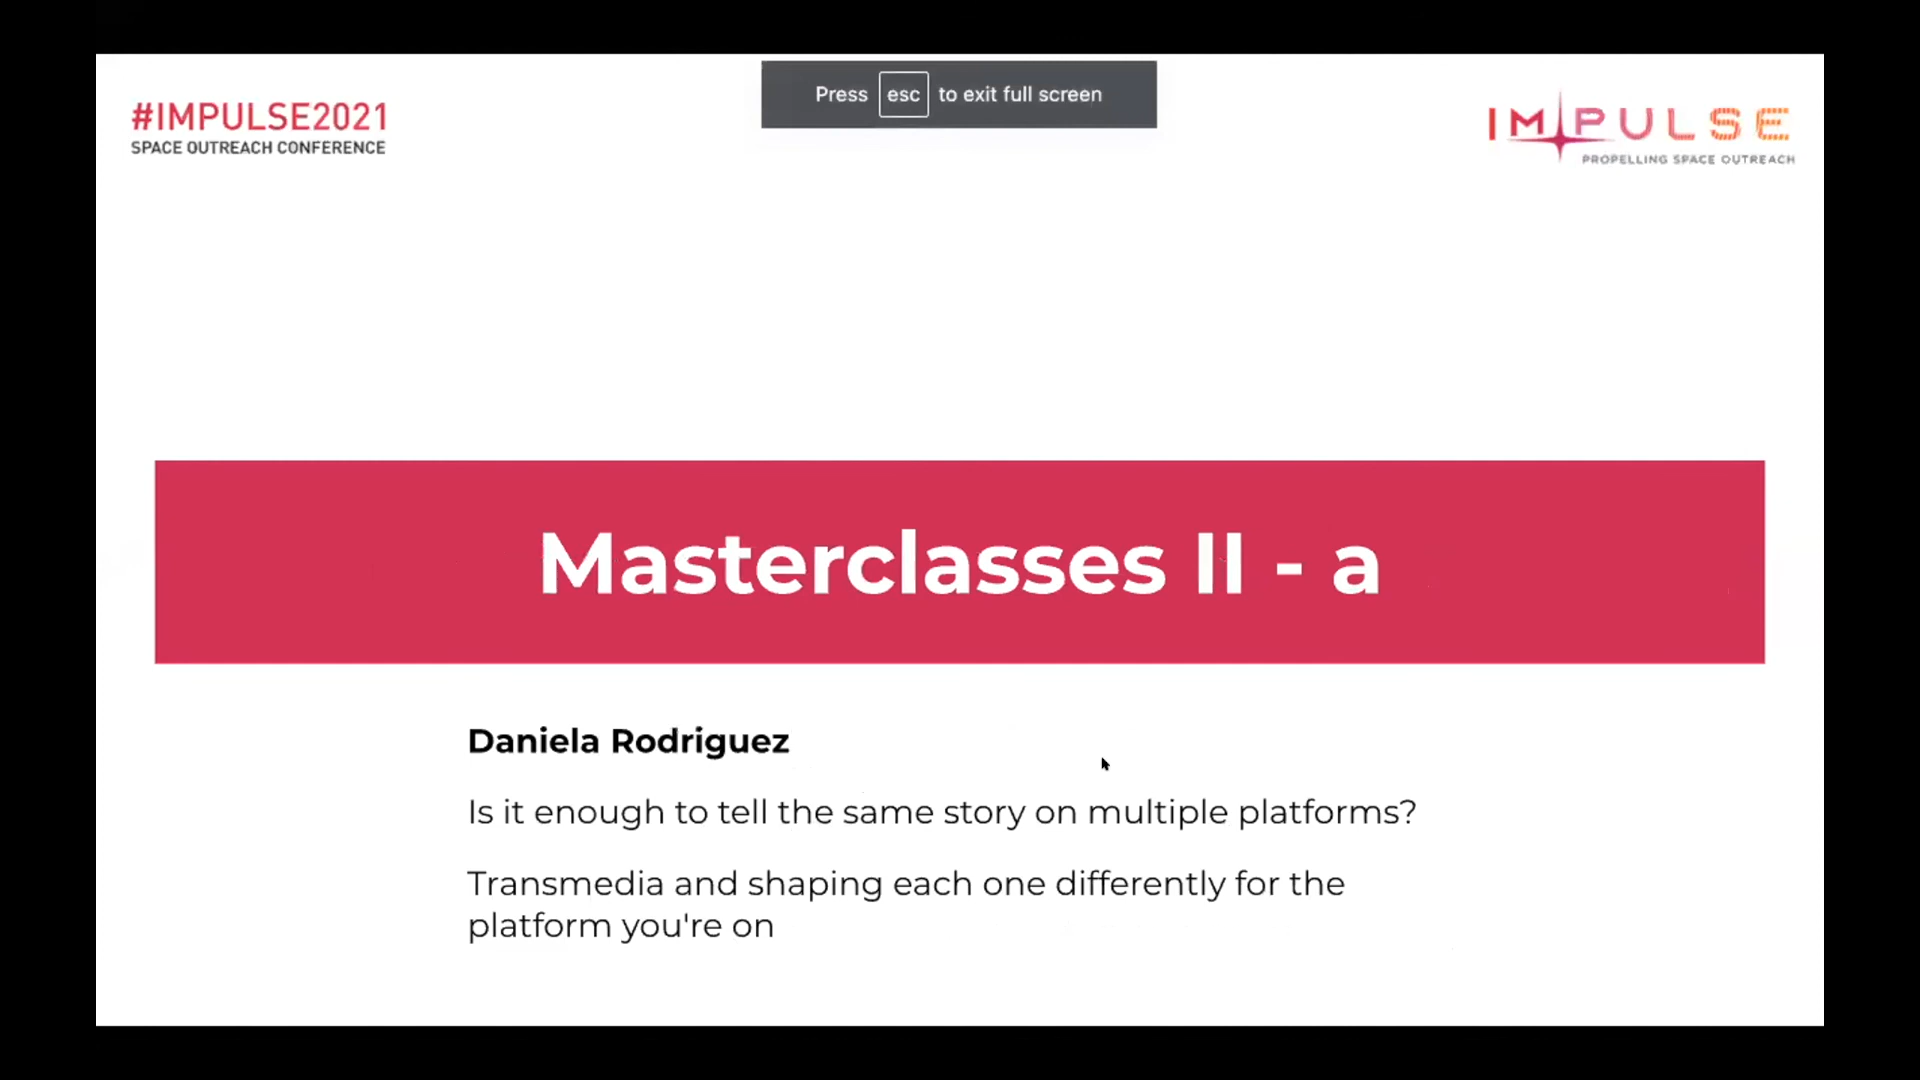 Press esc to exit full screen
#IMPULSE2021
SPACE OUTREACH CONFERENCE
IMPULSE
PROPELLING SPACE OUTREACH
Masterclasses II - a
Daniela Rodriguez
Is it enough to tell the same story on multiple platforms?
Transmedia and shaping each one differently for the
platform you're on